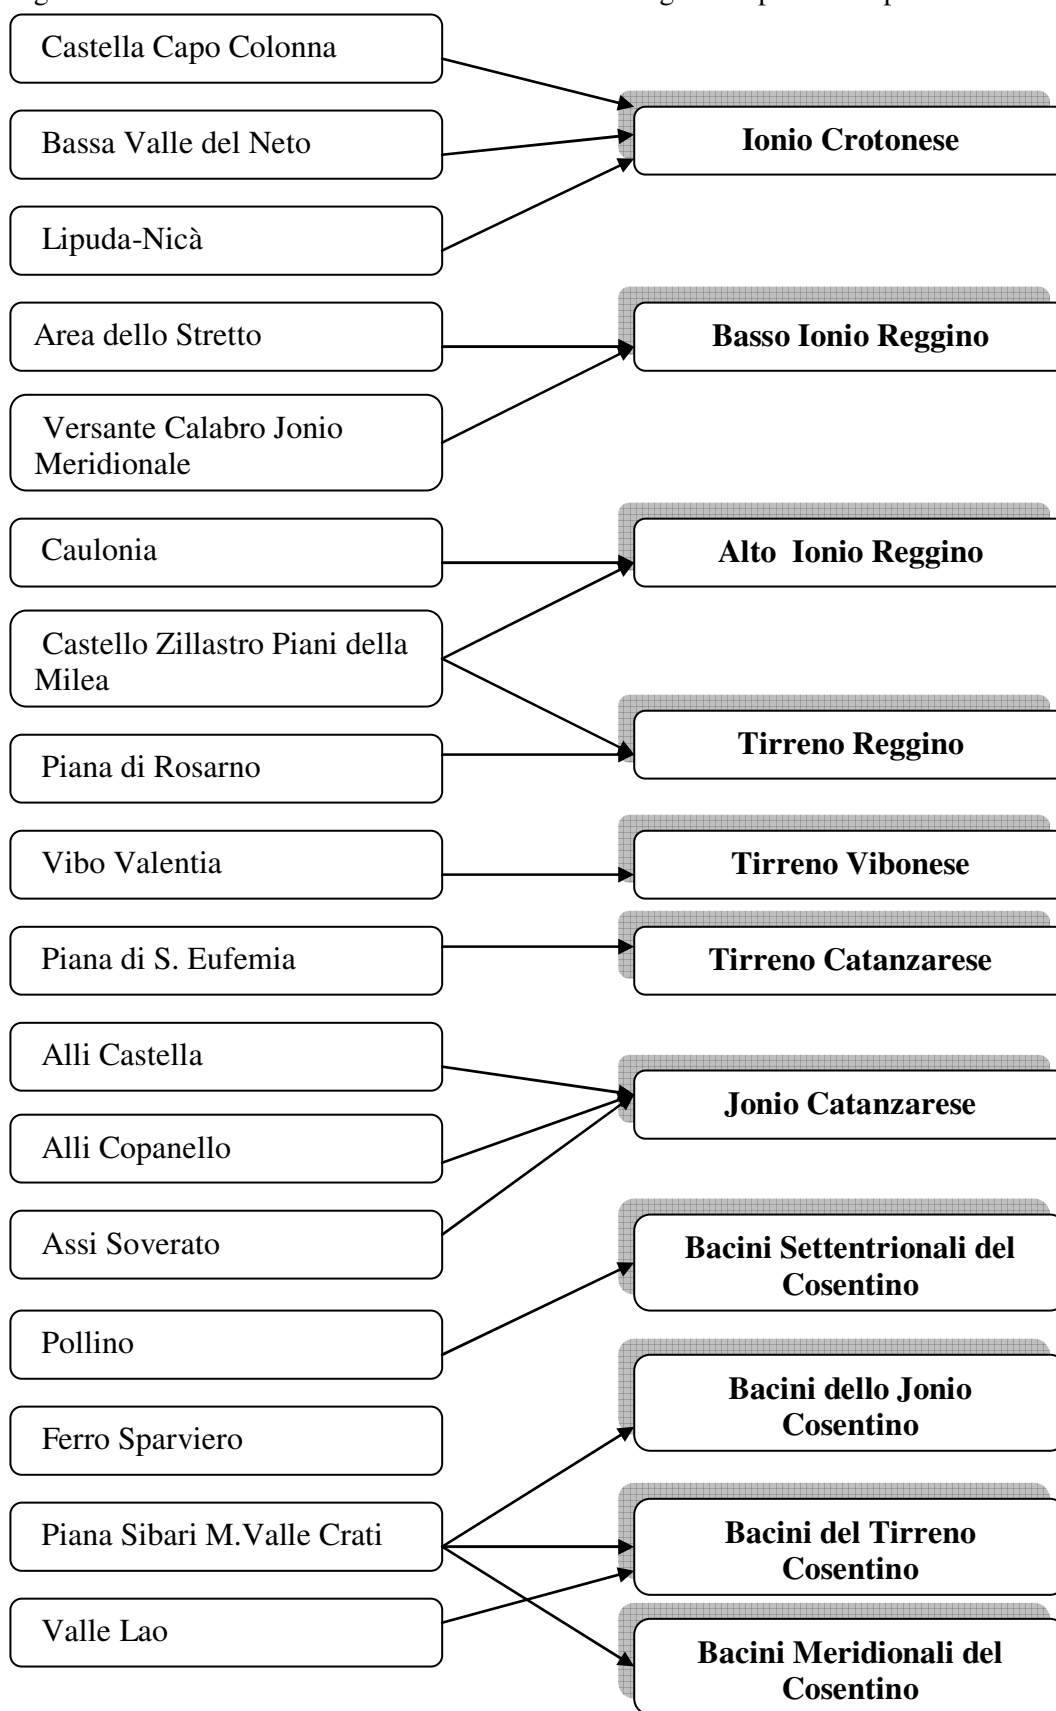 Castella Capo Colonna
Bassa Valle del Neto
Ionio Crotonese
Lipuda-Nicà
Area dello Stretto
Basso Ionio Reggino
Versante Calabro Jonio
Meridionale
Caulonia
Alto  Ionio Reggino
Castello Zillastro Piani della
Milea
Tirreno Reggino
Piana di Rosarno
Vibo Valentia
Tirreno Vibonese
Piana di S. Eufemia
Tirreno Catanzarese
Alli Castella
Jonio Catanzarese
Alli Copanello
Assi Soverato
Bacini Settentrionali del
Cosentino
Pollino
Bacini dello Jonio
Cosentino
Ferro Sparviero
Piana Sibari M.Valle Crati
Bacini del Tirreno
Cosentino
Valle Lao
Bacini Meridionali del
Cosentino